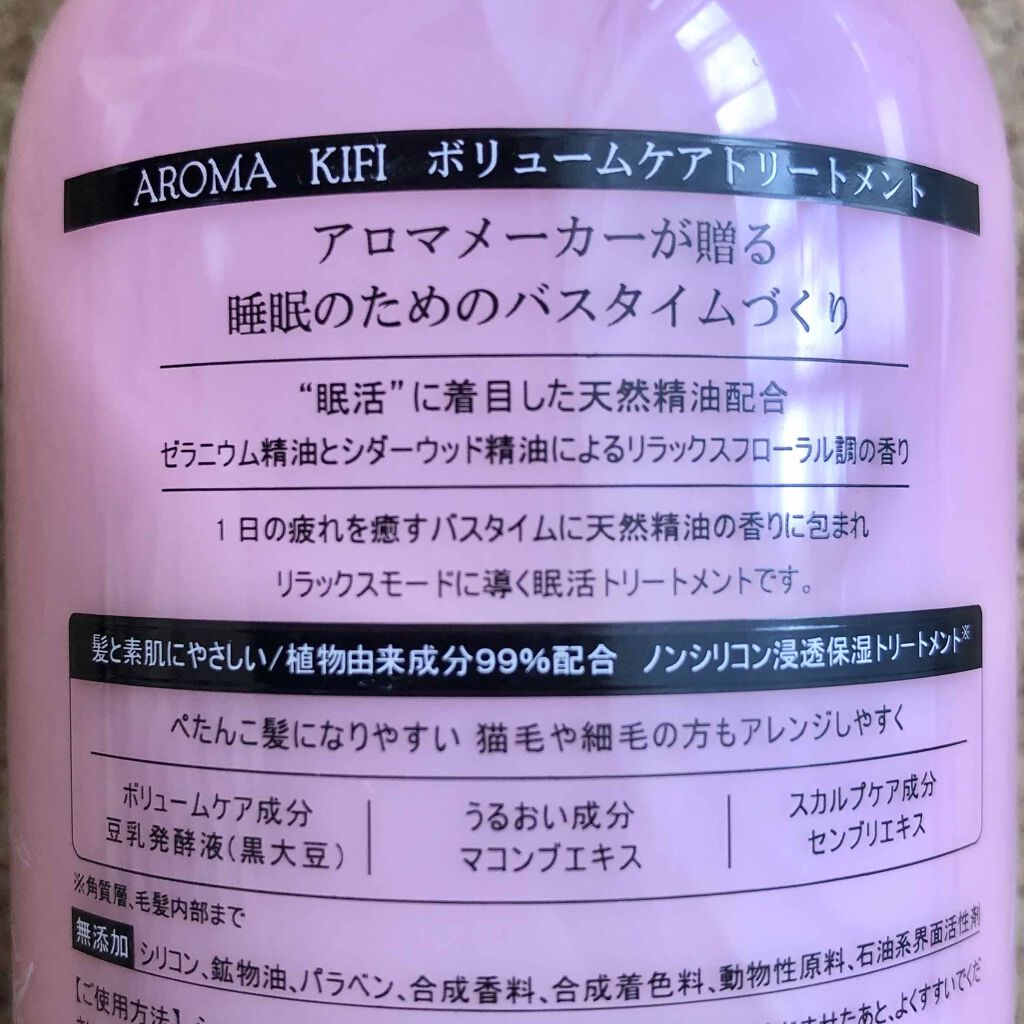 AROMA KIFI ボリュームケアトリートメント
アロマメーカーが贈る
睡眠のためのバスタイムづくり
“眠活”に着目した天然精油配合
ゼラニウム精油とシダーウッド精油によるリラックスフローラル調の香り
1日の疲れを癒すバスタイムに天然精油の香りに包まれ
リラックスモードに導く眠活トリートメントです。
髪と素肌にやさしい/植物由来成分99%配合 ノンシリコン浸透保湿トリートメント※
ぺたんこ髪になりやすい 猫毛や細毛の方もアレンジしやすく
ボリュームケア成分
豆乳発酵液(黒大豆)
うるおい成分
マコンブエキス
スカルプケア成分
センブリエキス
※角質層、毛髪内部まで
無添加 シリコン、鉱物油、パラベン、合成香料、合成着色料、動物性原料、石油系界面活性剤
【ご使用方法】 ませたあと、よくすすいでくだ